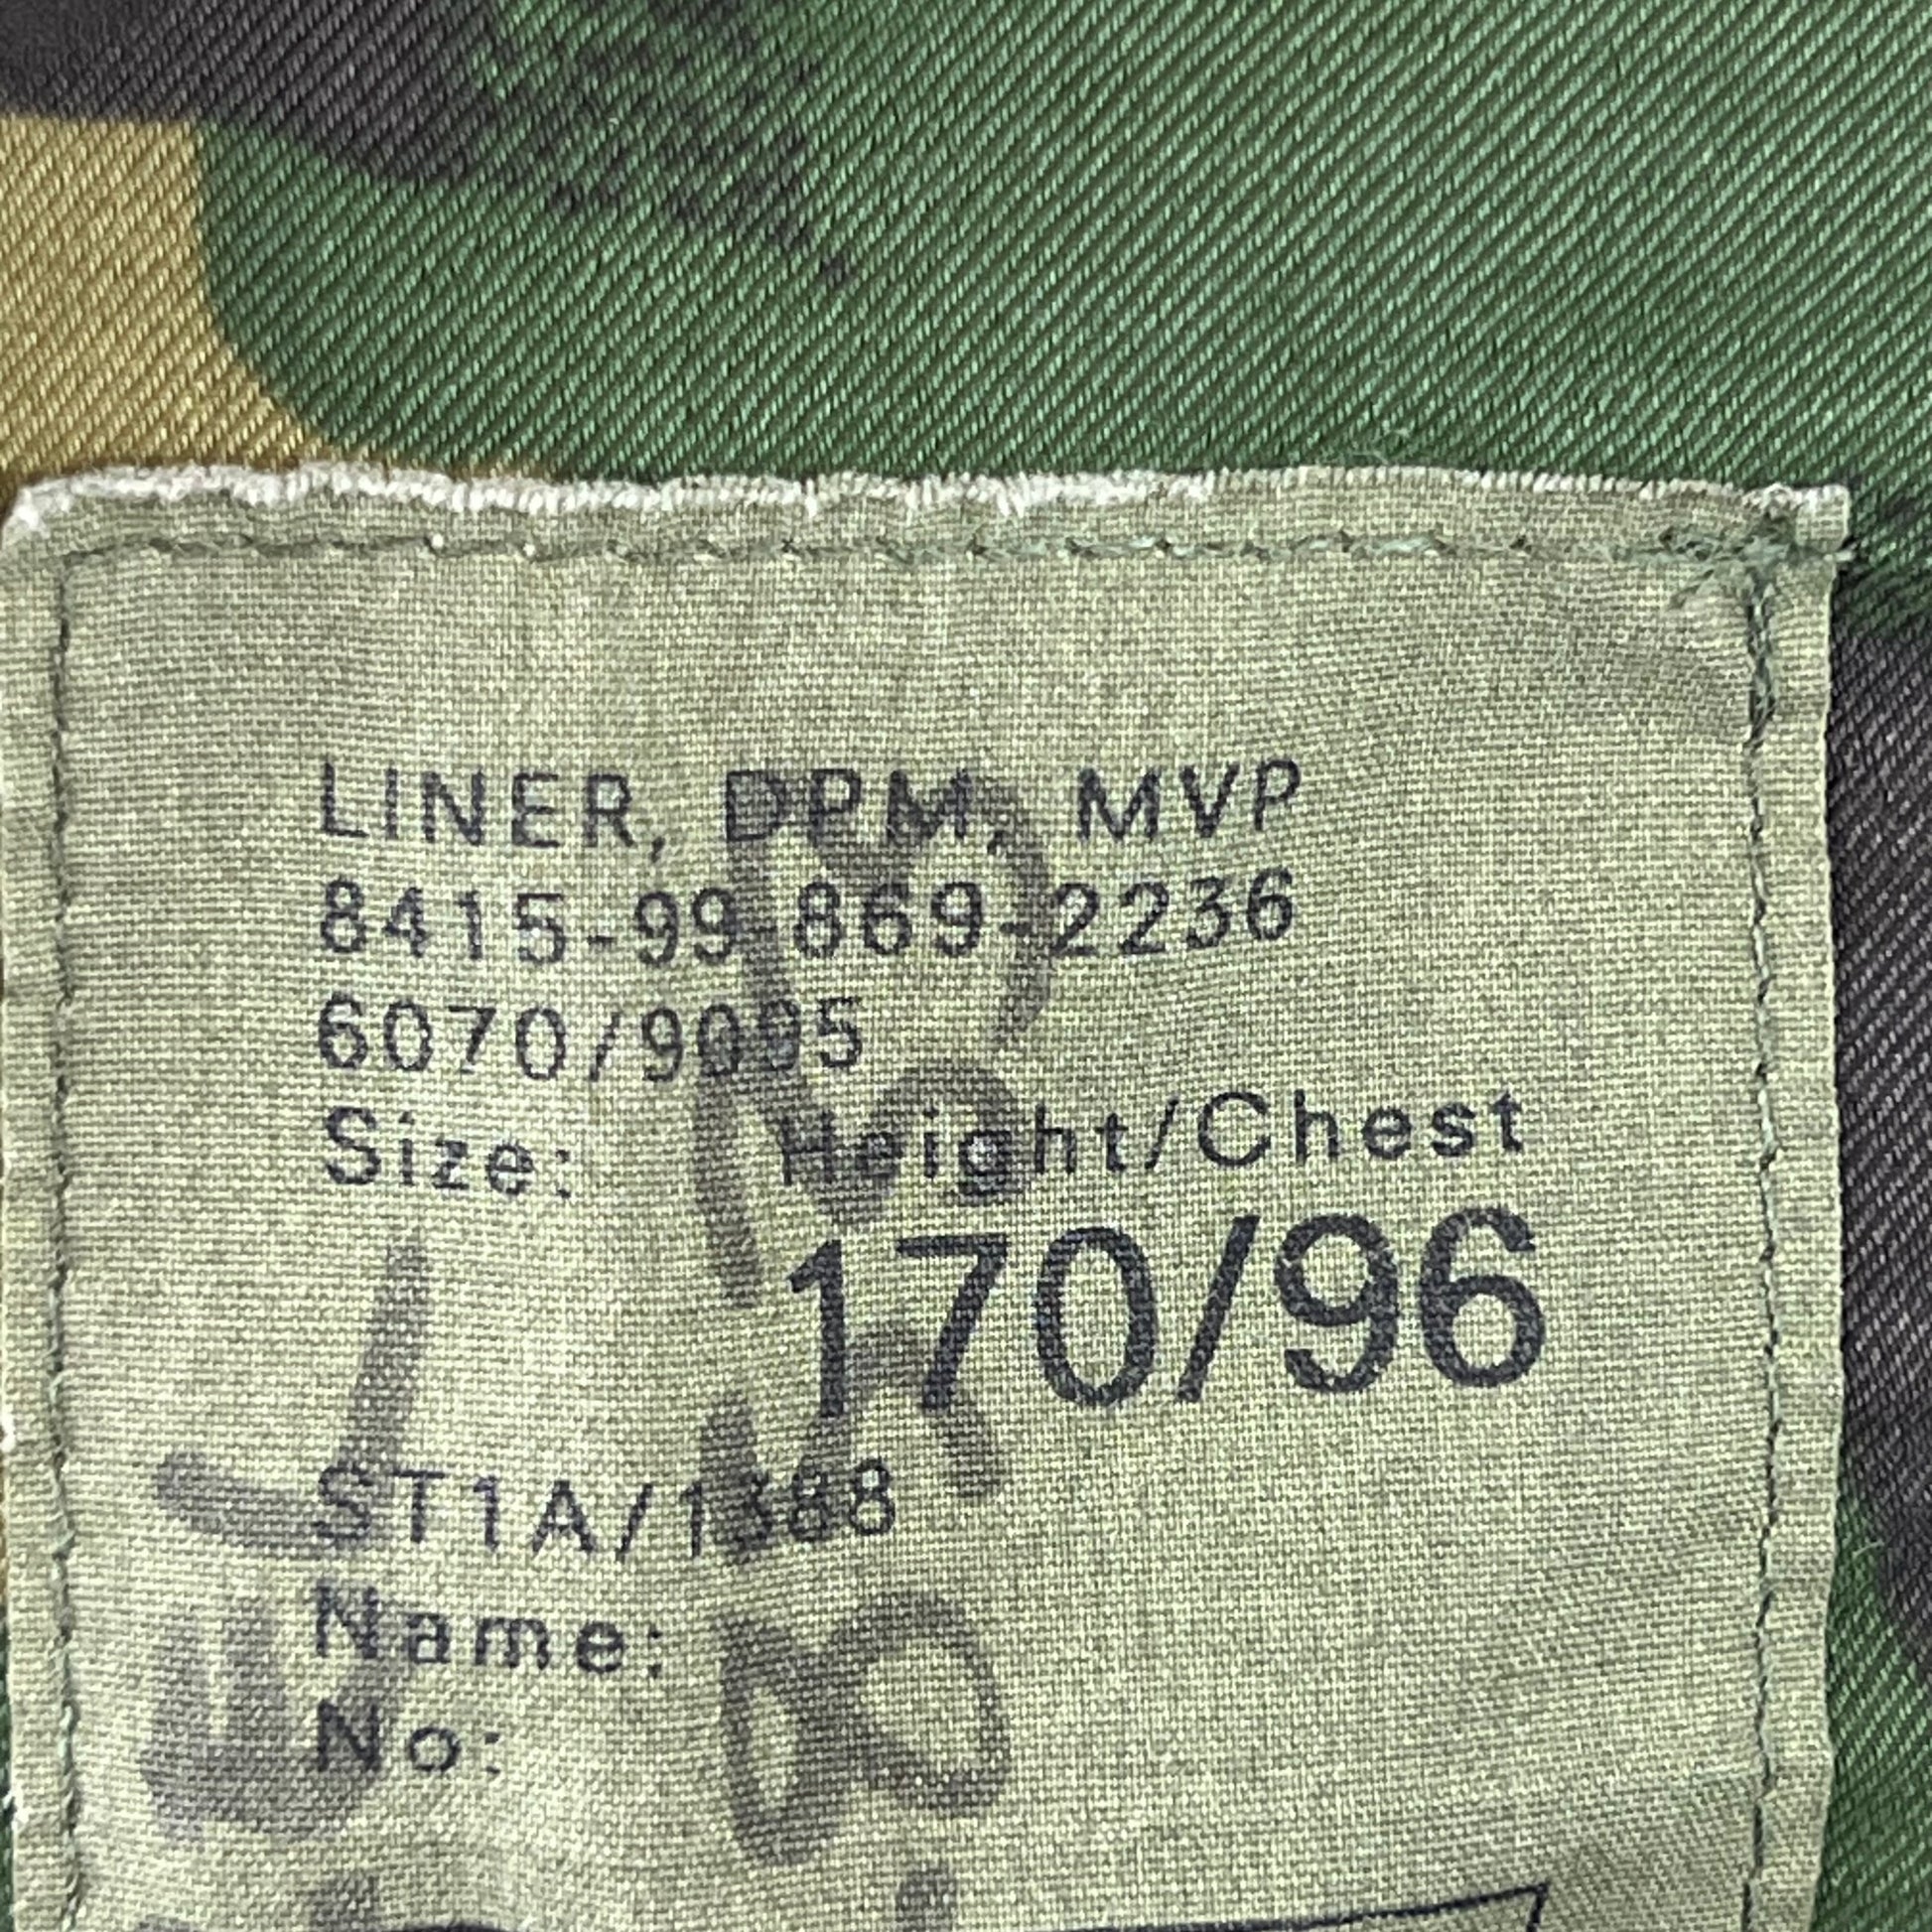 LINER, DPM, MVP
8415-99-869-2236
6070/9095
Size: Height/Chest
170/96
ST1A/1388
Name:
No: